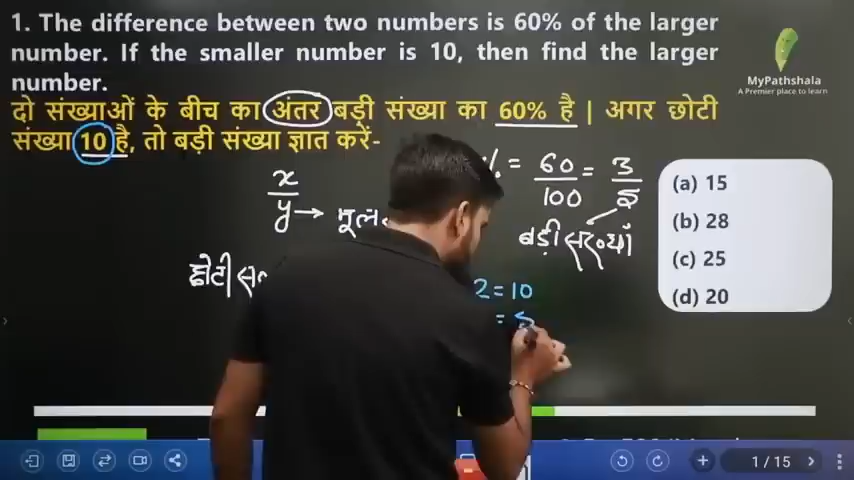 1. The difference between two numbers is 60% of the larger
number. If the smaller number is 10, then find the larger
number.
दो संख्याओं के बीच का अंतर बड़ी संख्या का 60% है | अगर छोटी
संख्या 10 है, तो बड़ी संख्या ज्ञात करें-
MyPathshala
A Premier place to learn
% = 60/100 = 3/5
x/y →
बड़ी संख्याँ
छोटी
(a) 15
(b) 28
(c) 25
(d) 20
2 = 10
= 5
1 / 15